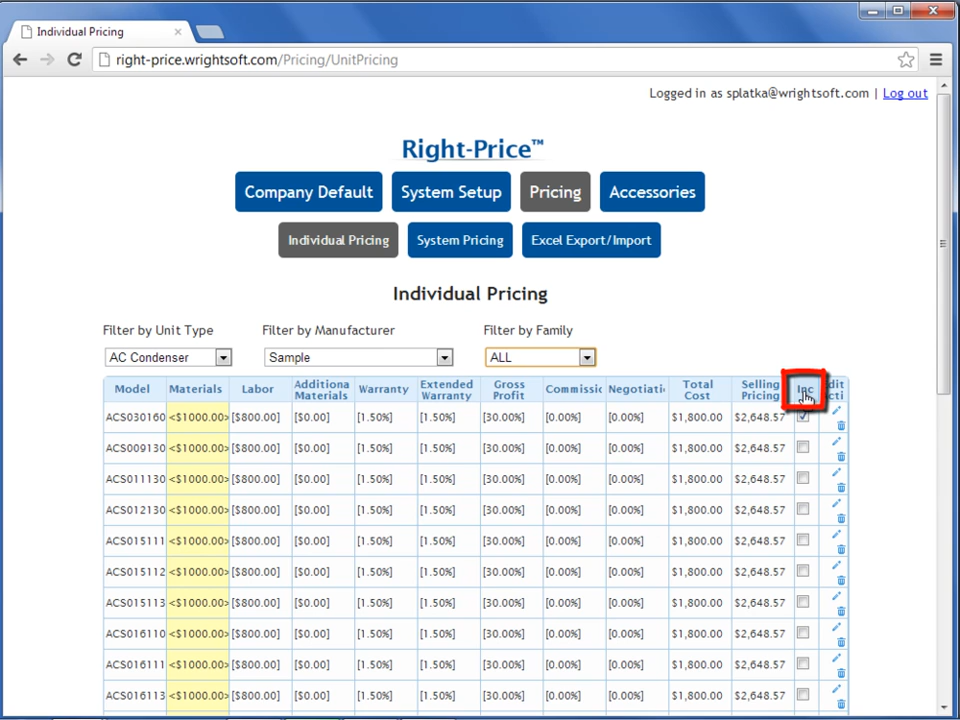 Individual Pricing
right-price.wrightsoft.com/Pricing/UnitPricing
Logged in as splatka@wrightsoft.com | Log out
Right-Price™
Company Default System Setup Pricing Accessories
Individual Pricing System Pricing Excel Export/Import
Individual Pricing
Filter by Unit Type Filter by Manufacturer Filter by Family
AC Condenser Sample ALL
Model Materials Labor Additiona Materials Warranty Extended Warranty Gross Profit Commissic Negotiati Total Cost Selling Pricing Inc dit cti
ACS030160 <$1000.00> [$800.00] [$0.00] [1.50%] [1.50%] [30.00%] [0.00%] [0.00%] $1,800.00 $2,648.57
ACS009130 <$1000.00> [$800.00] [$0.00] [1.50%] [1.50%] [30.00%] [0.00%] [0.00%] $1,800.00 $2,648.57
ACS011130 <$1000.00> [$800.00] [$0.00] [1.50%] [1.50%] [30.00%] [0.00%] [0.00%] $1,800.00 $2,648.57
ACS012130 <$1000.00> [$800.00] [$0.00] [1.50%] [1.50%] [30.00%] [0.00%] [0.00%] $1,800.00 $2,648.57
ACS015111 <$1000.00> [$800.00] [$0.00] [1.50%] [1.50%] [30.00%] [0.00%] [0.00%] $1,800.00 $2,648.57
ACS015112 <$1000.00> [$800.00] [$0.00] [1.50%] [1.50%] [30.00%] [0.00%] [0.00%] $1,800.00 $2,648.57
ACS015113 <$1000.00> [$800.00] [$0.00] [1.50%] [1.50%] [30.00%] [0.00%] [0.00%] $1,800.00 $2,648.57
ACS016110 <$1000.00> [$800.00] [$0.00] [1.50%] [1.50%] [30.00%] [0.00%] [0.00%] $1,800.00 $2,648.57
ACS016111 <$1000.00> [$800.00] [$0.00] [1.50%] [1.50%] [30.00%] [0.00%] [0.00%] $1,800.00 $2,648.57
ACS016113 <$1000.00> [$800.00] [$0.00] [1.50%] [1.50%] [30.00%] [0.00%] [0.00%] $1,800.00 $2,648.57